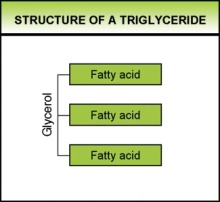 STRUCTURE OF A TRIGLYCERIDE
Glycerol
Fatty acid
Fatty acid
Fatty acid